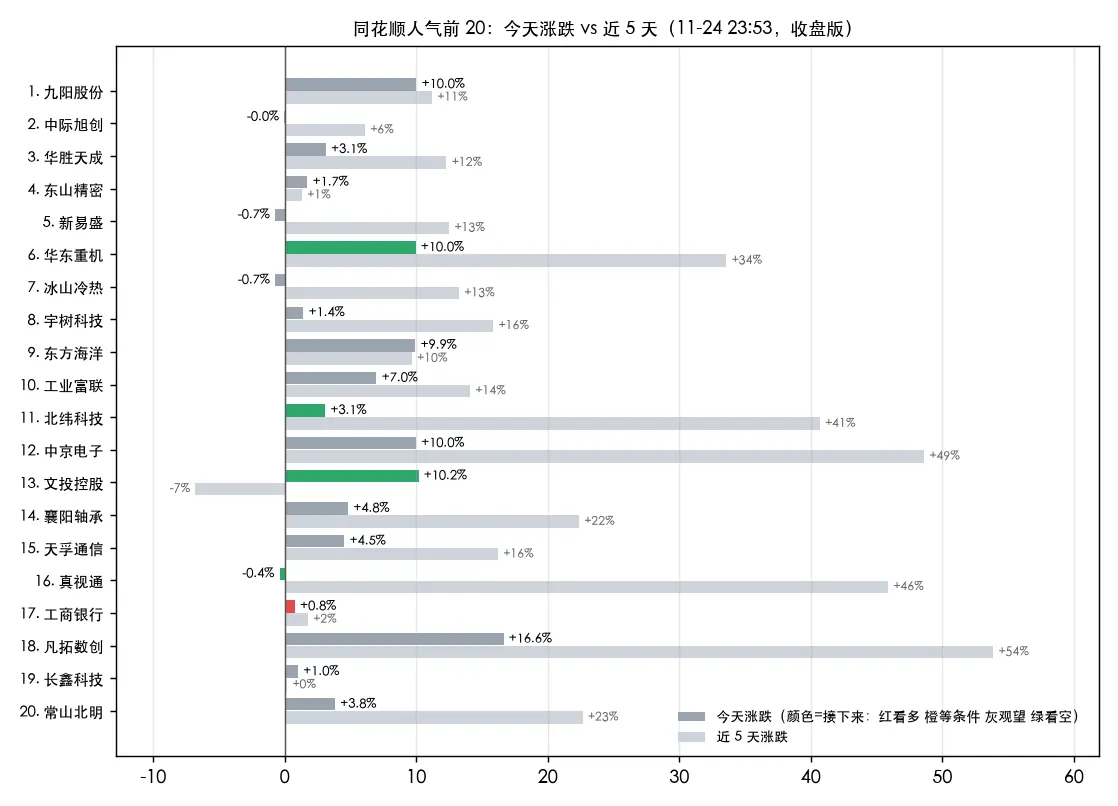 同花顺人气前 20：今天涨跌 vs 近 5 天（11-24 23:53，收盘版）
1. 九阳股份
+10.0%
+11%
2. 中际旭创
-0.0%
+6%
3. 华胜天成
+3.1%
+12%
4. 东山精密
+1.7%
+1%
5. 新易盛
-0.7%
+13%
6. 华东重机
+10.0%
+34%
7. 冰山冷热
-0.7%
+13%
8. 宇树科技
+1.4%
+16%
9. 东方海洋
+9.9%
+10%
10. 工业富联
+7.0%
+14%
11. 北纬科技
+3.1%
+41%
12. 中京电子
+10.0%
+49%
13. 文投控股
+10.2%
-7%
14. 襄阳轴承
+4.8%
+22%
15. 天孚通信
+4.5%
+16%
16. 真视通
-0.4%
+46%
17. 工商银行
+0.8%
+2%
18. 凡拓数创
+16.6%
+54%
19. 长鑫科技
+1.0%
+0%
20. 常山北明
+3.8%
+23%
今天涨跌（颜色=接下来：红看多 橙等条件 灰观望 绿看空）
近 5 天涨跌
-10 0 10 20 30 40 50 60